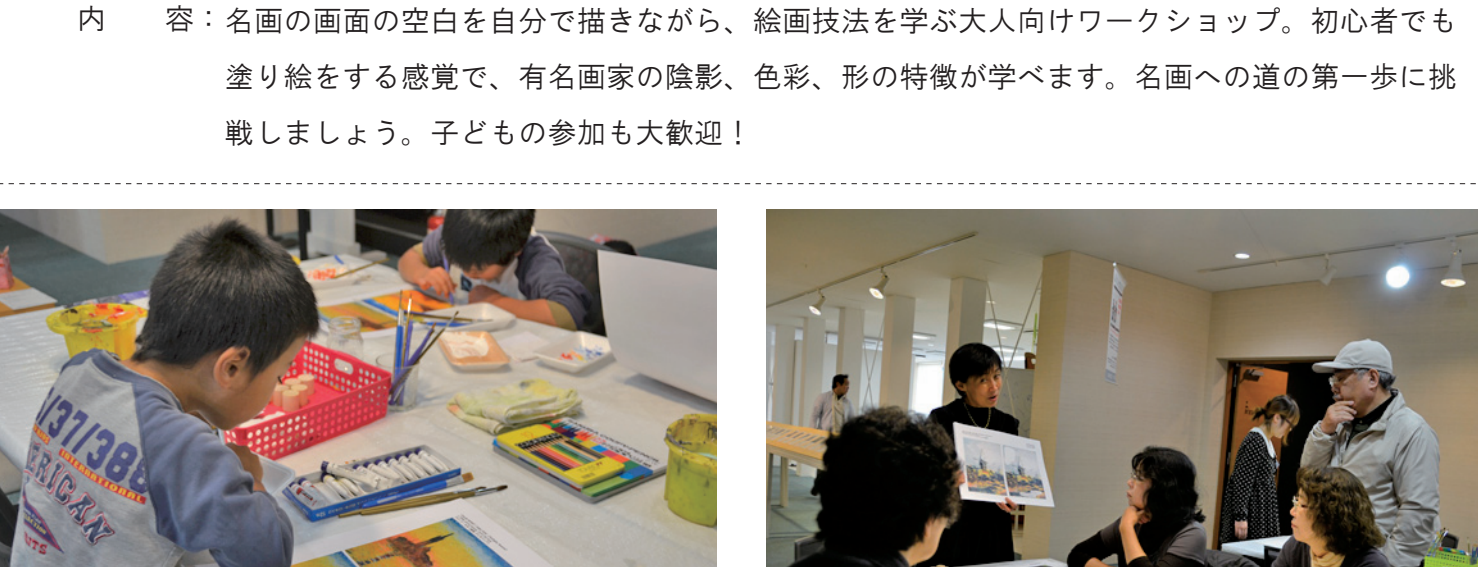 内　　容：名画の画面の空白を自分で描きながら、絵画技法を学ぶ大人向けワークショップ。初心者でも
塗り絵をする感覚で、有名画家の陰影、色彩、形の特徴が学べます。名画への道の第一歩に挑
戦しましょう。子どもの参加も大歓迎！
International